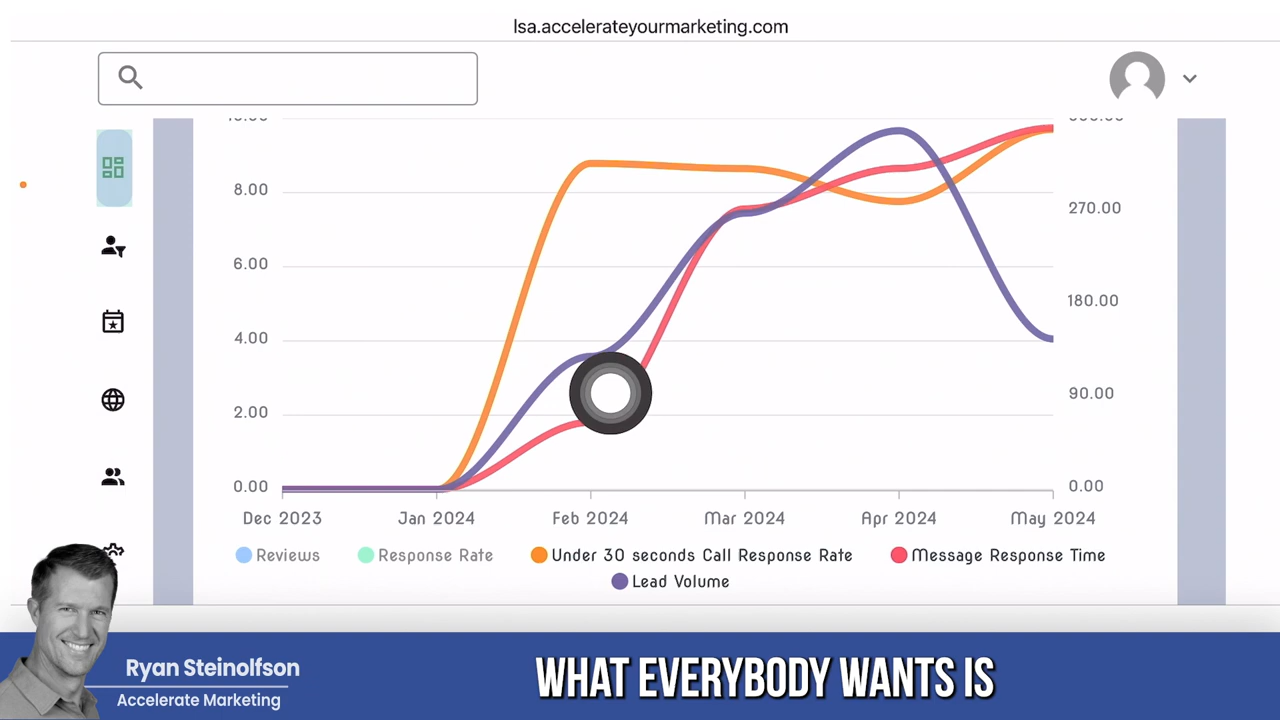 lsa.accelerateyourmarketing.com
10.00
8.00
270.00
6.00
180.00
4.00
90.00
2.00
0.00
0.00
Dec 2023
Jan 2024
Feb 2024
Mar 2024
Apr 2024
May 2024
Reviews
Response Rate
Under 30 seconds Call Response Rate
Message Response Time
Lead Volume
Ryan Steinolfson
Accelerate Marketing
WHAT EVERYBODY WANTS IS